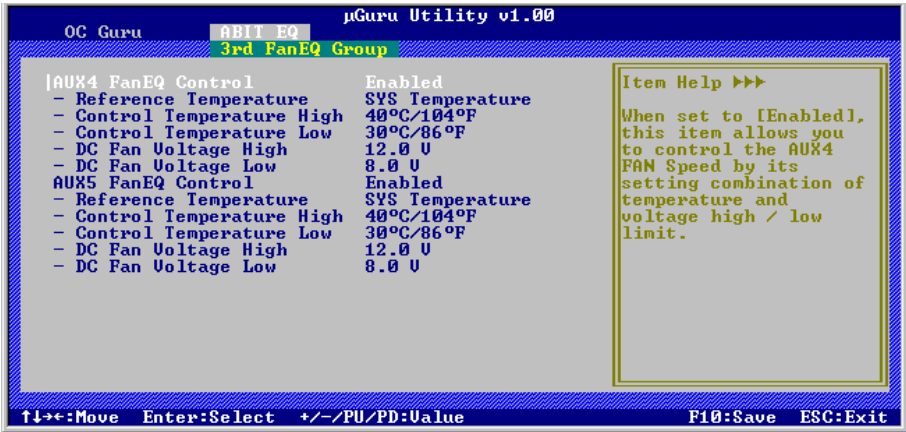 µGuru Utility v1.00
OC Guru ABIT EQ
3rd FanEQ Group
AUX4 FanEQ Control Enabled
- Reference Temperature SYS Temperature
- Control Temperature High 40ºC/104ºF
- Control Temperature Low 30ºC/86ºF
- DC Fan Voltage High 12.0 V
- DC Fan Voltage Low 8.0 V
AUX5 FanEQ Control Enabled
- Reference Temperature SYS Temperature
- Control Temperature High 40ºC/104ºF
- Control Temperature Low 30ºC/86ºF
- DC Fan Voltage High 12.0 V
- DC Fan Voltage Low 8.0 V
Item Help ▶▶▶
When set to [Enabled],
this item allows you
to control the AUX4
FAN Speed by its
setting combination of
temperature and
voltage high / low
limit.
↑↓→←:Move Enter:Select +/-/PU/PD:Value F10:Save ESC:Exit